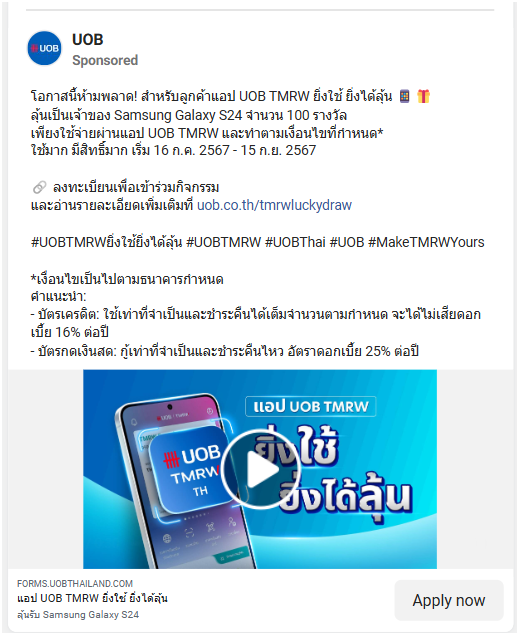 UOB
Sponsored
โอกาสนี้ห้ามพลาด! สำหรับลูกค้าแอป UOB TMRW ยิ่งใช้ ยิ่งได้ลุ้น 📱 🎁
ลุ้นเป็นเจ้าของ Samsung Galaxy S24 จำนวน 100 รางวัล
เพียงใช้จ่ายผ่านแอป UOB TMRW และทำตามเงื่อนไขที่กำหนด*
ใช้มาก มีสิทธิ์มาก เริ่ม 16 ก.ค. 2567 - 15 ก.ย. 2567
🔗 ลงทะเบียนเพื่อเข้าร่วมกิจกรรม
และอ่านรายละเอียดเพิ่มเติมที่ uob.co.th/tmrwluckydraw
#UOBTMRWยิ่งใช้ยิ่งได้ลุ้น #UOBTMRW #UOBThai #UOB #MakeTMRWYours
*เงื่อนไขเป็นไปตามธนาคารกำหนด
คำแนะนำ:
- บัตรเครดิต: ใช้เท่าที่จำเป็นและชำระคืนได้เต็มจำนวนตามกำหนด จะได้ไม่เสียดอก
เบี้ย 16% ต่อปี
- บัตรกดเงินสด: กู้เท่าที่จำเป็นและชำระคืนไหว อัตราดอกเบี้ย 25% ต่อปี
แอป UOB TMRW
ยิ่งใช้
ยิ่งได้ลุ้น
UOB
TMRW
TH
FORMS.UOBTHAILAND.COM
แอป UOB TMRW ยิ่งใช้ ยิ่งได้ลุ้น
ลุ้นรับ Samsung Galaxy S24
Apply now